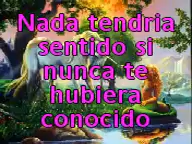 Nada tendria
sentido si
nunca te
hubiera
conocido